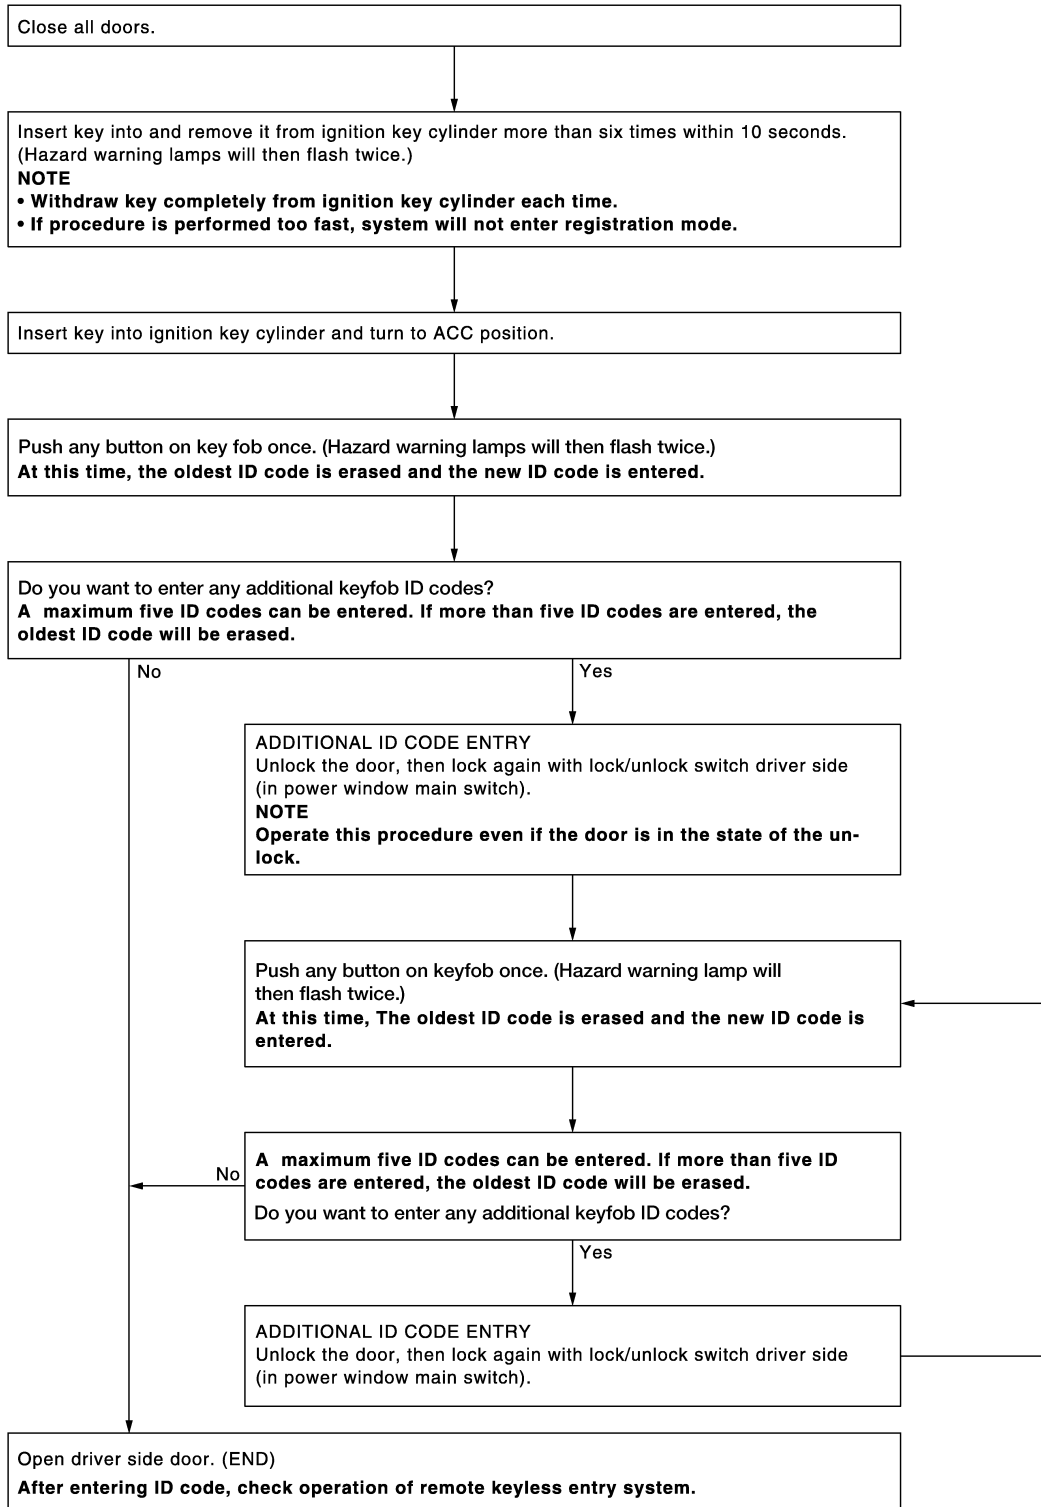 Close all doors.
Insert key into and remove it from ignition key cylinder more than six times within 10 seconds.
(Hazard warning lamps will then flash twice.)
NOTE
• Withdraw key completely from ignition key cylinder each time.
• If procedure is performed too fast, system will not enter registration mode.
Insert key into ignition key cylinder and turn to ACC position.
Push any button on key fob once. (Hazard warning lamps will then flash twice.)
At this time, the oldest ID code is erased and the new ID code is entered.
Do you want to enter any additional keyfob ID codes?
A  maximum five ID codes can be entered. If more than five ID codes are entered, the
oldest ID code will be erased.
No
Yes
ADDITIONAL ID CODE ENTRY
Unlock the door, then lock again with lock/unlock switch driver side
(in power window main switch).
NOTE
Operate this procedure even if the door is in the state of the un-
lock.
Push any button on keyfob once. (Hazard warning lamp will
then flash twice.)
At this time, The oldest ID code is erased and the new ID code is
entered.
No
A  maximum five ID codes can be entered. If more than five ID
codes are entered, the oldest ID code will be erased.
Do you want to enter any additional keyfob ID codes?
Yes
ADDITIONAL ID CODE ENTRY
Unlock the door, then lock again with lock/unlock switch driver side
(in power window main switch).
Open driver side door. (END)
After entering ID code, check operation of remote keyless entry system.